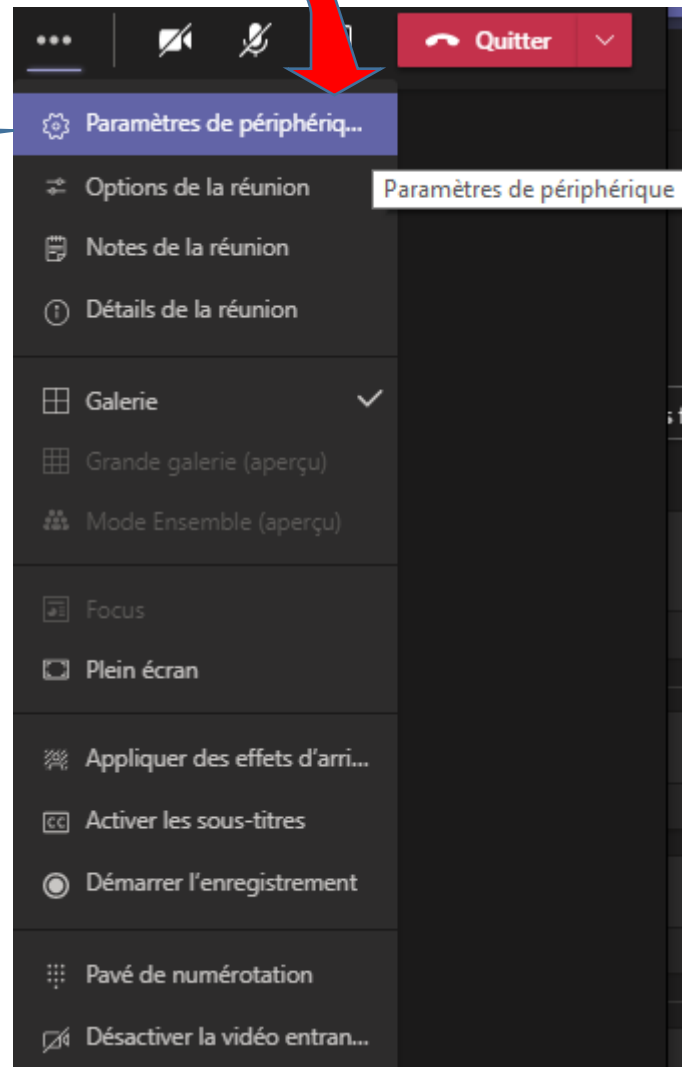 Quitter
Paramètres de périphériq...
Options de la réunion
Paramètres de périphérique
Notes de la réunion
Détails de la réunion
Galerie
Grande galerie (aperçu)
Mode Ensemble (aperçu)
Focus
Plein écran
Appliquer des effets d'arri...
CC Activer les sous-titres
Démarrer l'enregistrement
Pavé de numérotation
Désactiver la vidéo entran...